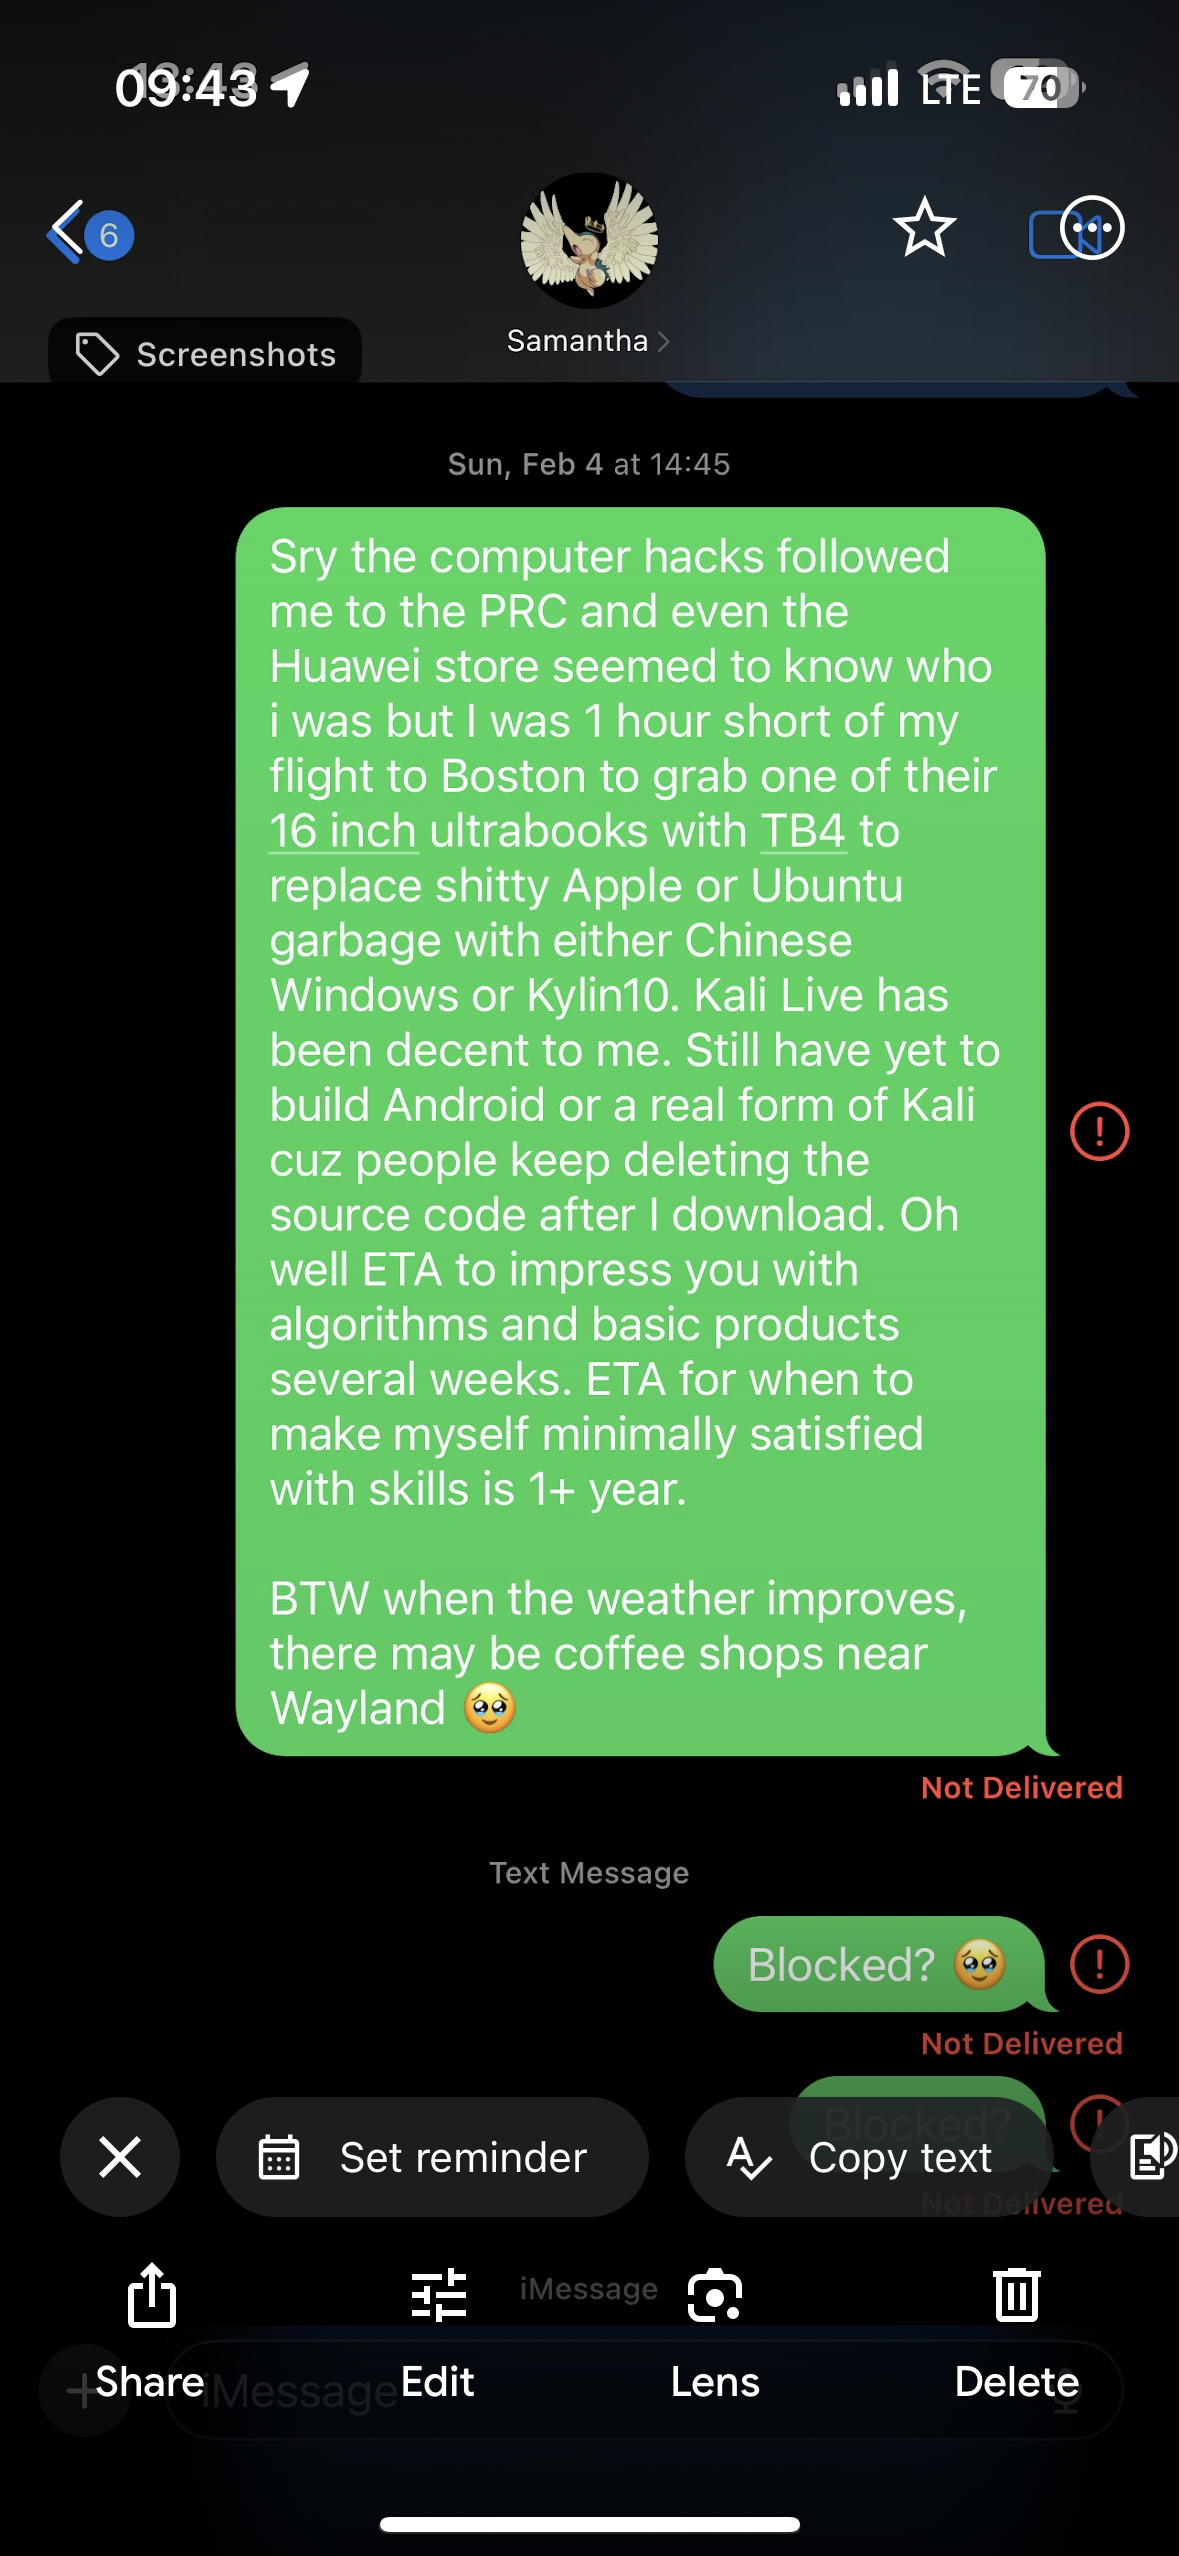 09:43
LTE 70
6
Screenshots
Samantha
Sun, Feb 4 at 14:45
Sry the computer hacks followed
me to the PRC and even the
Huawei store seemed to know who
i was but I was 1 hour short of my
flight to Boston to grab one of their
16 inch ultrabooks with TB4 to
replace shitty Apple or Ubuntu
garbage with either Chinese
Windows or Kylin10. Kali Live has
been decent to me. Still have yet to
build Android or a real form of Kali
cuz people keep deleting the
source code after I download. Oh
well ETA to impress you with
algorithms and basic products
several weeks. ETA for when to
make myself minimally satisfied
with skills is 1+ year.
BTW when the weather improves,
there may be coffee shops near
Wayland 🥹
Not Delivered
Text Message
Blocked? 🥹
Not Delivered
Blocked?
Set reminder
Copy text
Not Delivered
iMessage
Share
Edit
Lens
Delete
iMessage